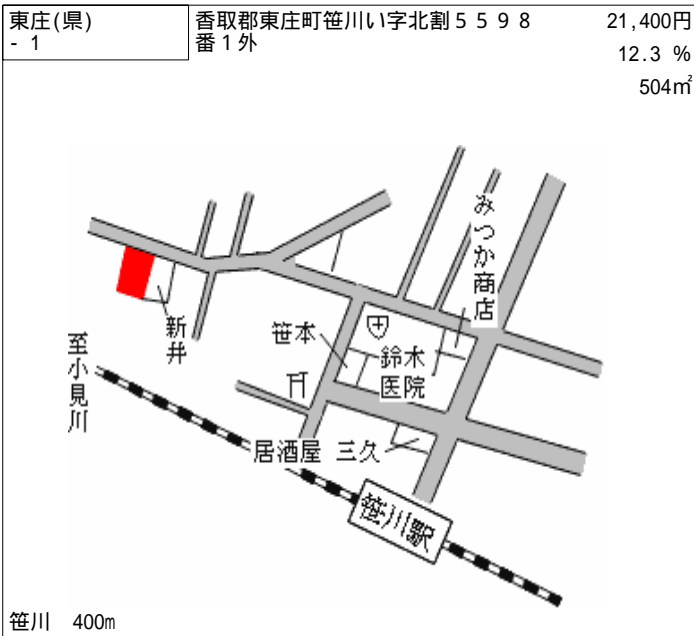 東庄(県)
- 1
香取郡東庄町笹川い字北割５５９８
番１外
21,400円
12.3 %
504㎡
みつか商店
新井
笹本
鈴木
医院
至小見川
居酒屋 三久
笹川駅
笹川 400m